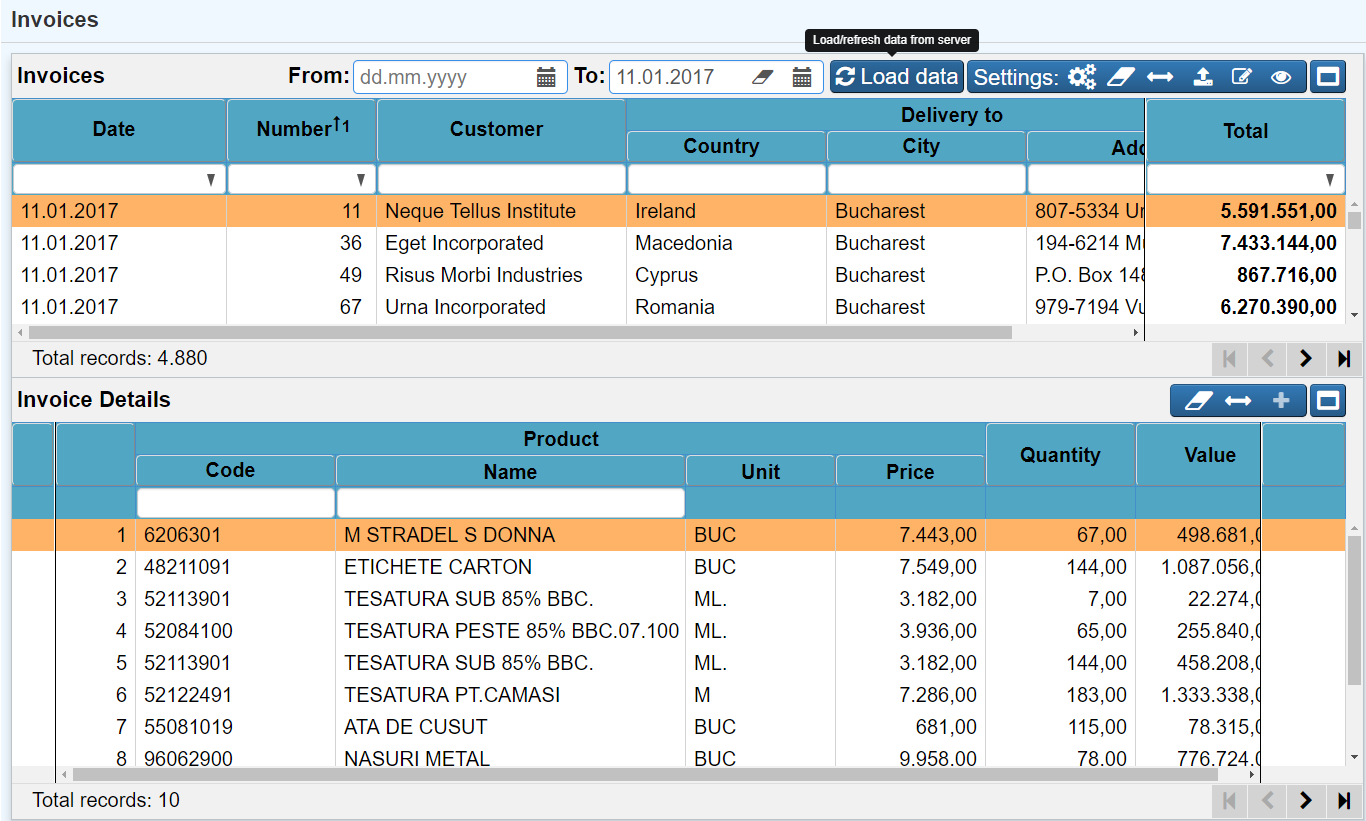 Invoices
Load/refresh data from server
Invoices From: dd.mm.yyyy To: 11.01.2017 Load data Settings:
Date Number 1 Customer Delivery to Total
Country City
11.01.2017 11 Neque Tellus Institute Ireland Bucharest 807-5334 5.591.551,00
11.01.2017 36 Eget Incorporated Macedonia Bucharest 194-6214 7.433.144,00
11.01.2017 49 Risus Morbi Industries Cyprus Bucharest P.O. Box 867.716,00
11.01.2017 67 Urna Incorporated Romania Bucharest 979-7194 6.270.390,00
Total records: 4.880
Invoice Details
Product Quantity Value
Code Name Unit Price
1 6206301 M STRADEL S DONNA BUC 7.443,00 67,00 498.681,
2 48211091 ETICHETE CARTON BUC 7.549,00 144,00 1.087.056,
3 52113901 TESATURA SUB 85% BBC. ML. 3.182,00 7,00 22.274,
4 52084100 TESATURA PESTE 85% BBC.07.100 ML. 3.936,00 65,00 255.840,
5 52113901 TESATURA SUB 85% BBC. ML. 3.182,00 144,00 458.208,
6 52122491 TESATURA PT.CAMASI M 7.286,00 183,00 1.333.338,
7 55081019 ATA DE CUSUT BUC 681,00 115,00 78.315,
8 96062900 NASURI METAL BUC 9.958,00 78,00 776.724,
Total records: 10